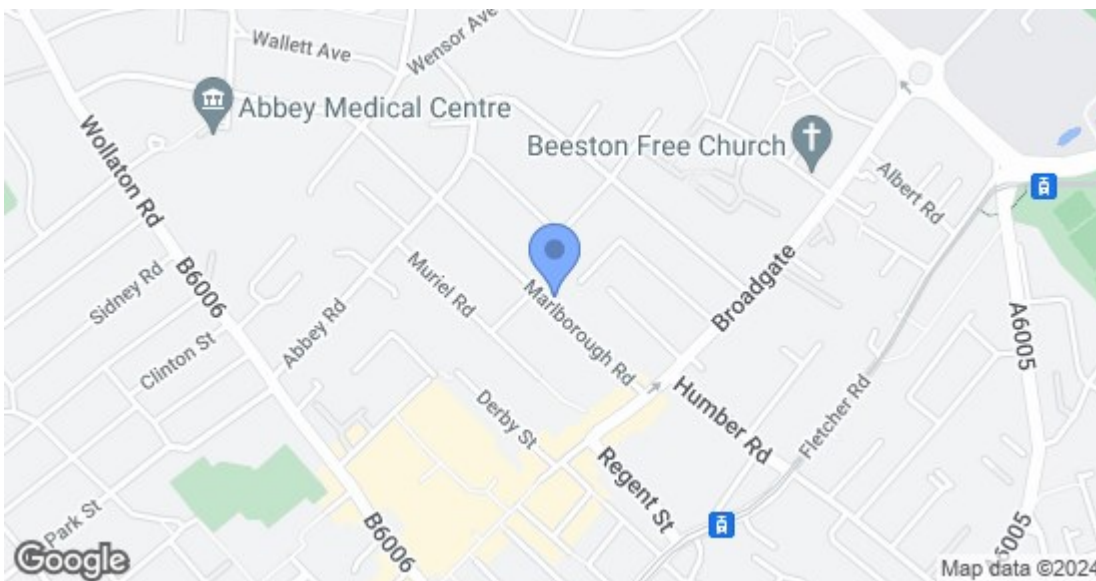 Wallett Ave
Wensor Ave
Abbey Medical Centre
Beeston Free Church
Wollaton Rd
Albert Rd
Sidney Rd
B6006
Muriel Rd
Marlborough Rd
Broadgate
A6005
Clinton St
Abbey Rd
Humber Rd
Fletcher Rd
Derby St
Regent St
Park St
B6006
A6005
Google
Map data ©2024